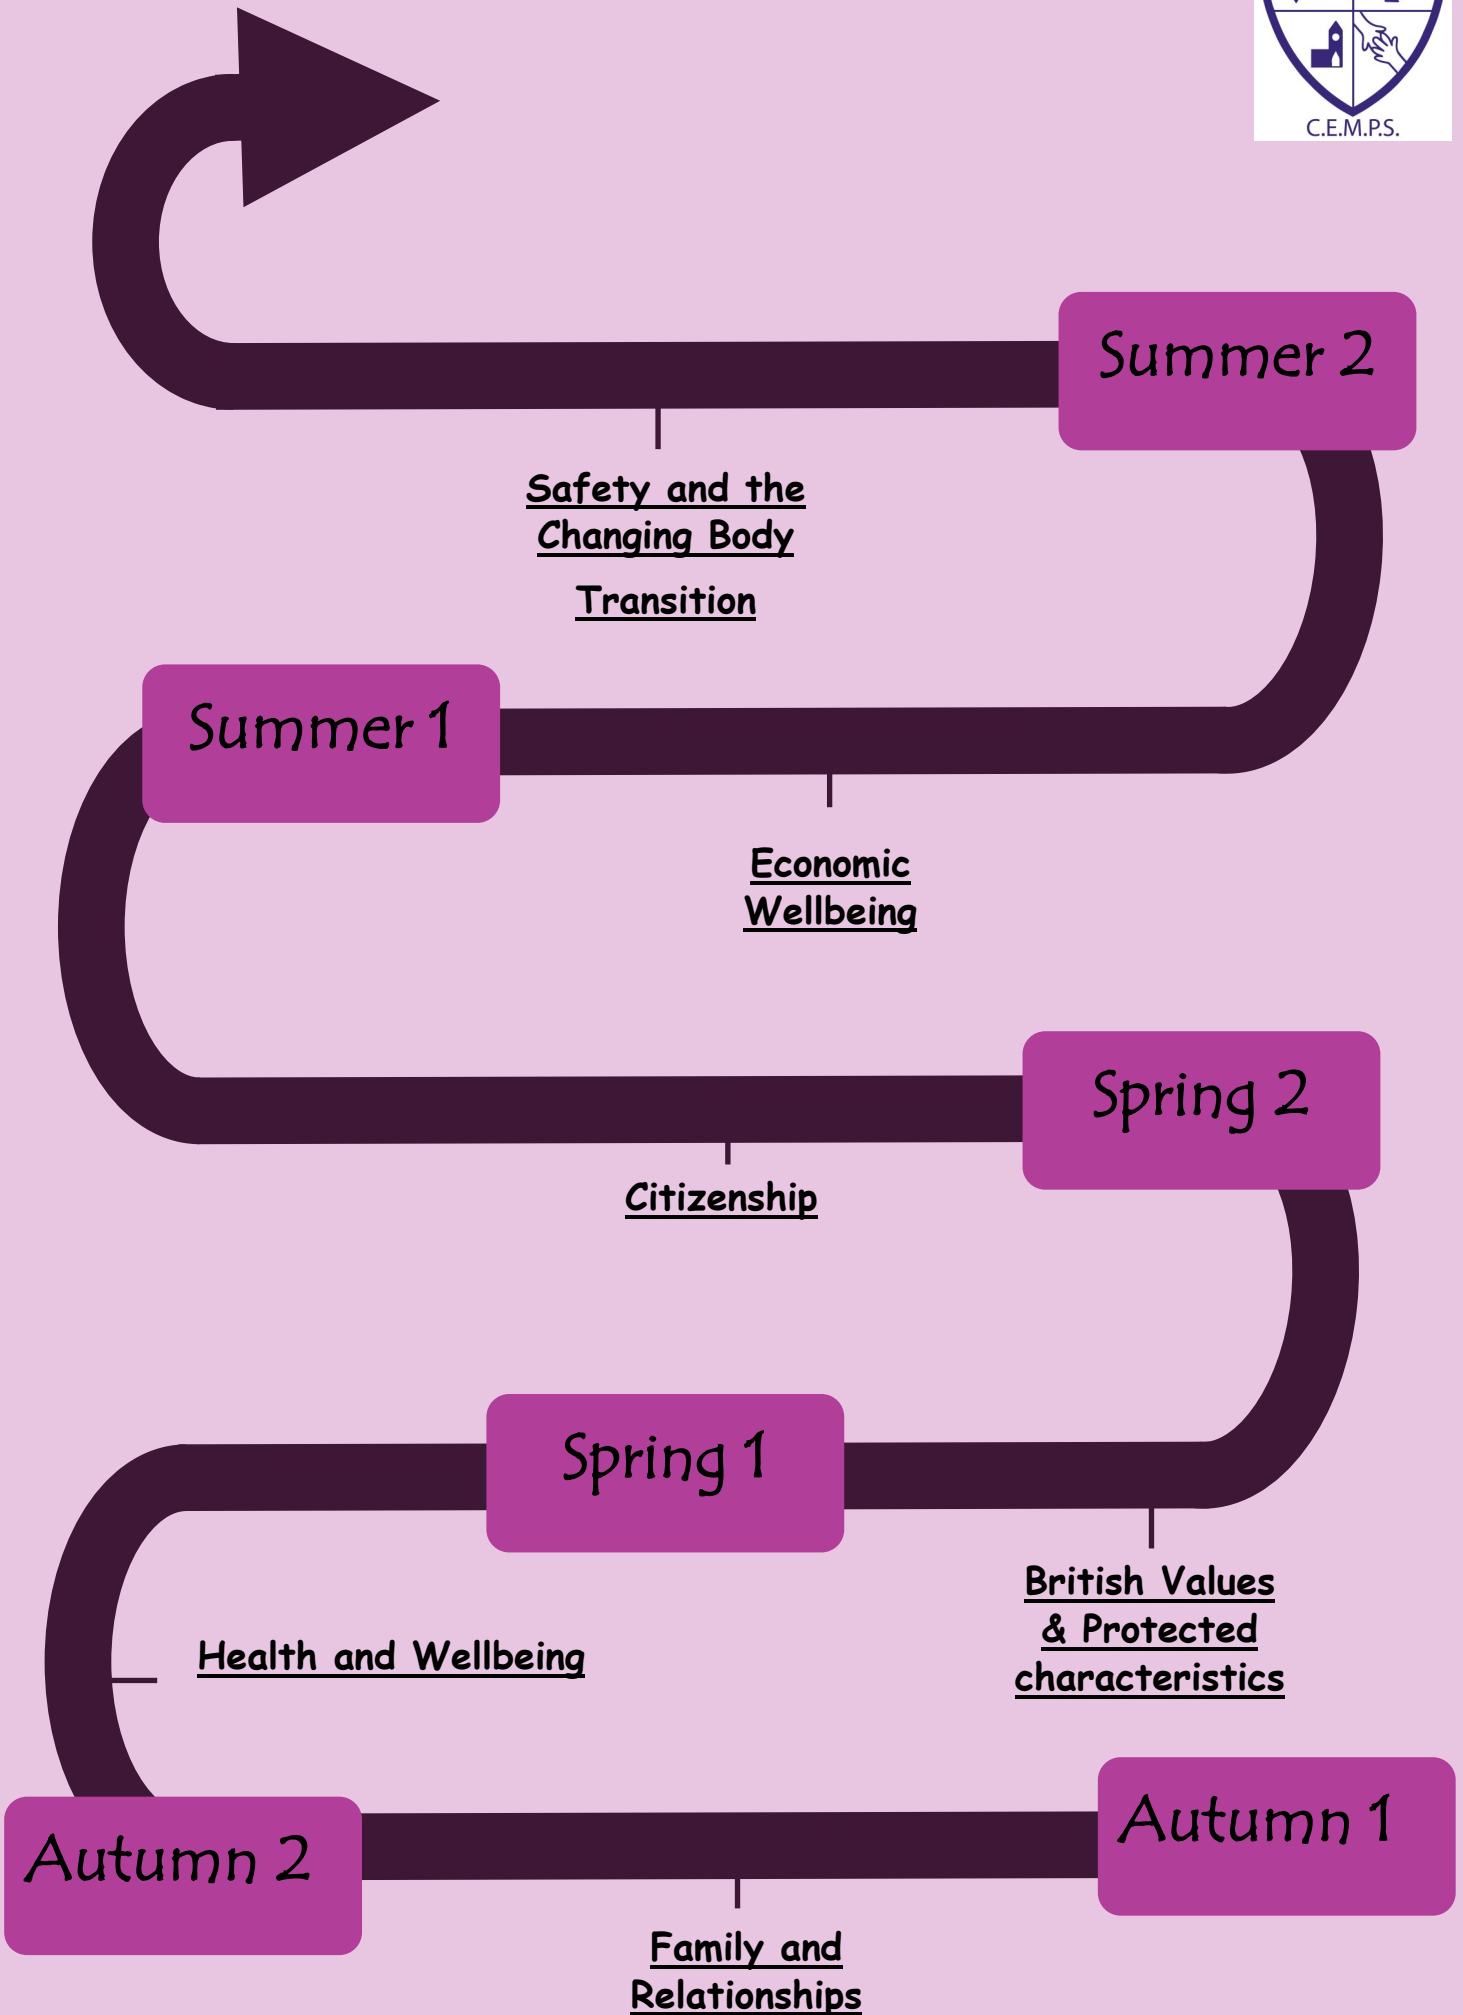 C.E.M.P.S.
Summer 2
Safety and the
Changing Body
Transition
Summer 1
Economic
Wellbeing
Spring 2
Citizenship
Spring 1
British Values
& Protected
characteristics
Health and Wellbeing
Autumn 1
Autumn 2
Family and
Relationships